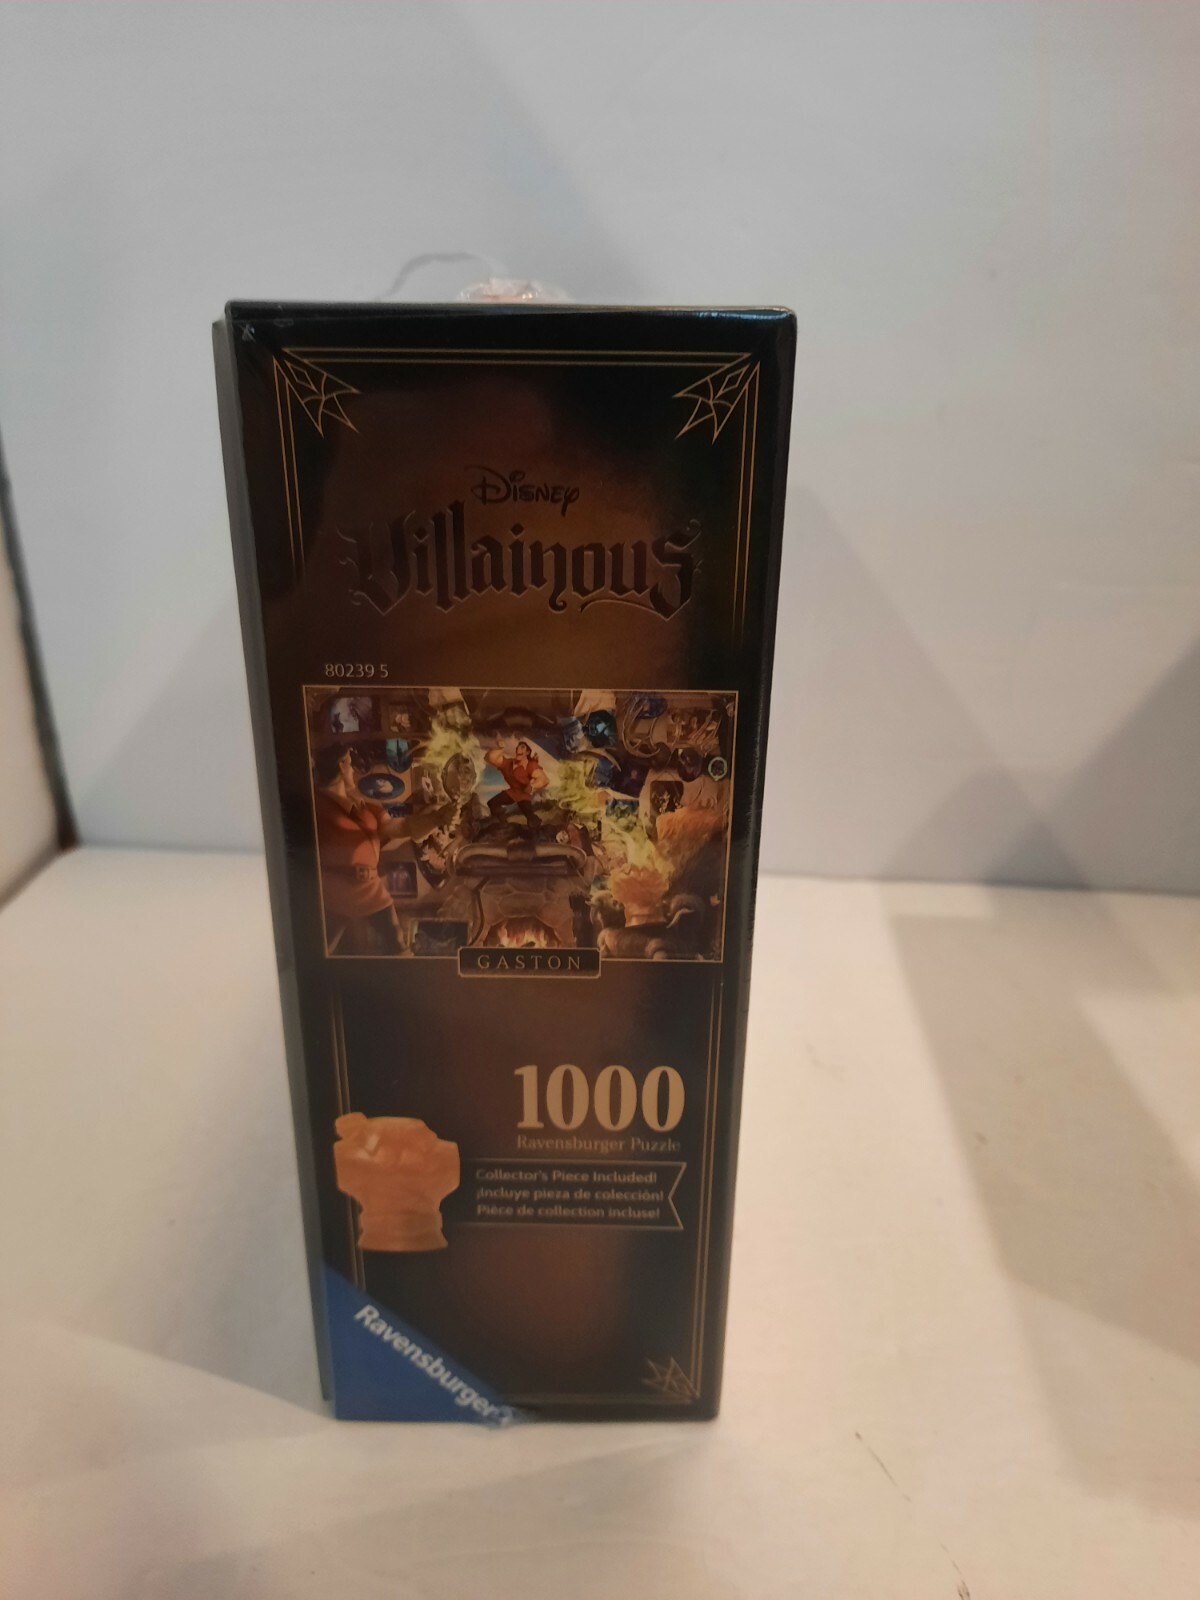 Disney
Villainous
80239 5
GASTON
1000
Ravensburger Puzzle
Collector's Piece Included!
¡Incluye pieza de colección!
Pièce de collection incluse!
Ravensburger